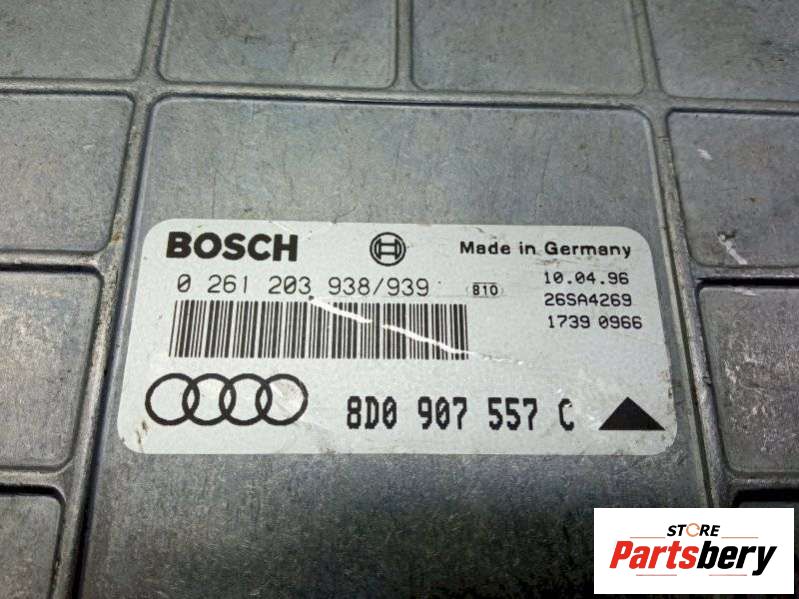 BOSCH
Made in Germany
0 261 203 938/939
B10
10.04.96
26SA4269
1739 0966
8D0 907 557 C
STORE
Partsbery